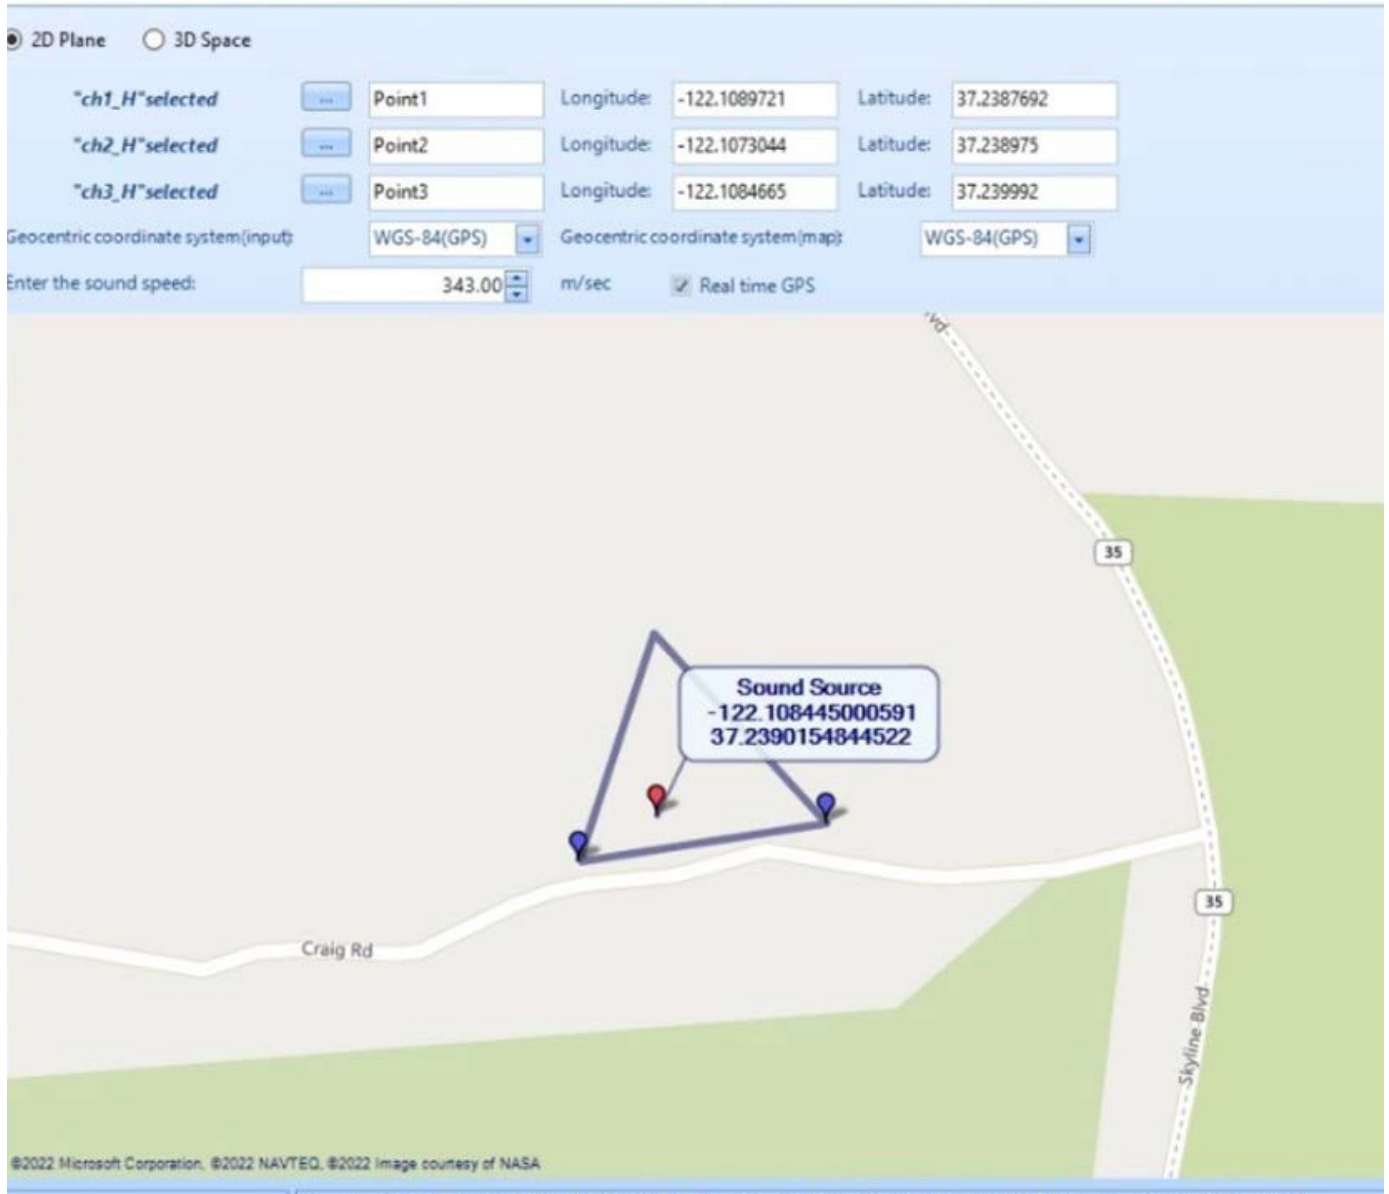 2D Plane 3D Space
"ch1_H"selected ... Point1 Longitude: -122.1089721 Latitude: 37.2387692
"ch2_H"selected ... Point2 Longitude: -122.1073044 Latitude: 37.238975
"ch3_H"selected ... Point3 Longitude: -122.1084665 Latitude: 37.239992
Geocentric coordinate system(input): WGS-84(GPS) Geocentric coordinate system(map): WGS-84(GPS)
Enter the sound speed: 343.00 m/sec Real time GPS
vd
35
Sound Source
-122.108445000591
37.2390154844522
35
Craig Rd
Skyline Blvd
©2022 Microsoft Corporation, ©2022 NAVTEQ, ©2022 Image courtesy of NASA